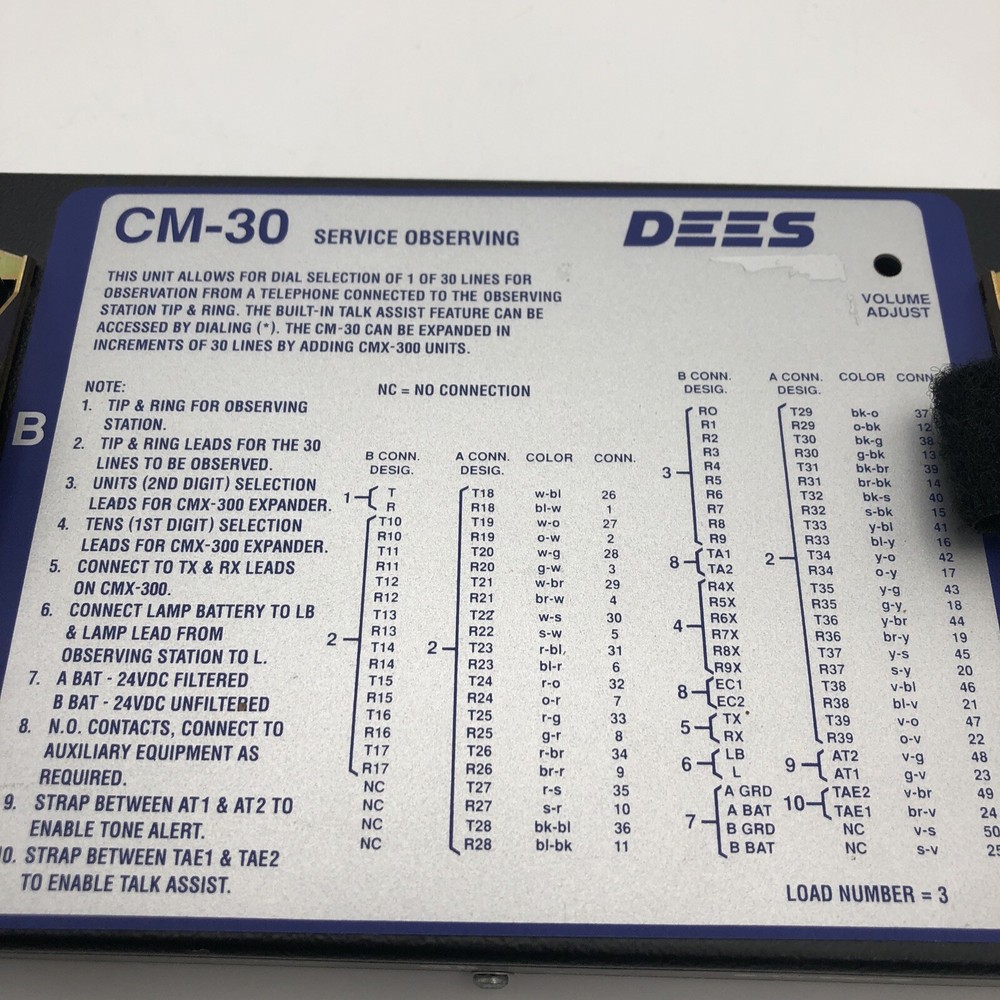 CM-30 SERVICE OBSERVING
DEES
THIS UNIT ALLOWS FOR DIAL SELECTION OF 1 OF 30 LINES FOR
OBSERVATION FROM A TELEPHONE CONNECTED TO THE OBSERVING
STATION TIP & RING. THE BUILT-IN TALK ASSIST FEATURE CAN BE
ACCESSED BY DIALING (*). THE CM-30 CAN BE EXPANDED IN
INCREMENTS OF 30 LINES BY ADDING CMX-300 UNITS.
VOLUME
ADJUST
B
NOTE:
1. TIP & RING FOR OBSERVING
STATION.
2. TIP & RING LEADS FOR THE 30
LINES TO BE OBSERVED.
3. UNITS (2ND DIGIT) SELECTION
LEADS FOR CMX-300 EXPANDER.
4. TENS (1ST DIGIT) SELECTION
LEADS FOR CMX-300 EXPANDER.
5. CONNECT TO TX & RX LEADS
ON CMX-300.
6. CONNECT LAMP BATTERY TO LB
& LAMP LEAD FROM
OBSERVING STATION TO L.
7. A BAT - 24VDC FILTERED
B BAT - 24VDC UNFILTERED
8. N.O. CONTACTS, CONNECT TO
AUXILIARY EQUIPMENT AS
REQUIRED.
9. STRAP BETWEEN AT1 & AT2 TO
ENABLE TONE ALERT.
10. STRAP BETWEEN TAE1 & TAE2
TO ENABLE TALK ASSIST.
NC = NO CONNECTION
B CONN. A CONN. COLOR CONN.
DESIG. DESIG.
1 T T18 w-bl 26
R R18 bl-w 1
T10 T19 w-o 27
R10 R19 o-w 2
T11 T20 w-g 28
R11 R20 g-w 3
T12 T21 w-br 29
R12 R21 br-w 4
T13 T22 w-s 30
2 R13 2 R22 s-w 5
T14 T23 r-bl 31
R14 R23 bl-r 6
T15 T24 r-o 32
R15 R24 o-r 7
T16 T25 r-g 33
R16 R25 g-r 8
T17 T26 r-br 34
R17 R26 br-r 9
NC T27 r-s 35
NC R27 s-r 10
NC T28 bk-bl 36
NC R28 bl-bk 11
B CONN. A CONN. COLOR CONN
DESIG. DESIG.
RO T29 bk-o 37
R1 R29 o-bk 12
R2 T30 bk-g 38
R3 R30 g-bk 13
3 R4 T31 bk-br 39
R5 R31 br-bk 14
R6 T32 bk-s 40
R7 R32 s-bk 15
R8 T33 y-bl 41
R9 R33 bl-y 16
8 TA1 2 T34 y-o 42
TA2 R34 o-y 17
R4X T35 y-g 43
R5X R35 g-y 18
4 R6X T36 y-br 44
R7X R36 br-y 19
R8X T37 y-s 45
R9X R37 s-y 20
8 EC1 T38 v-bl 46
EC2 R38 bl-v 21
5 TX T39 v-o 47
RX R39 o-v 22
6 LB 9 AT2 v-g 48
L AT1 g-v 23
A GRD 10 TAE2 v-br 49
7 A BAT TAE1 br-v 24
B GRD NC v-s 50
B BAT NC s-v 25
LOAD NUMBER = 3